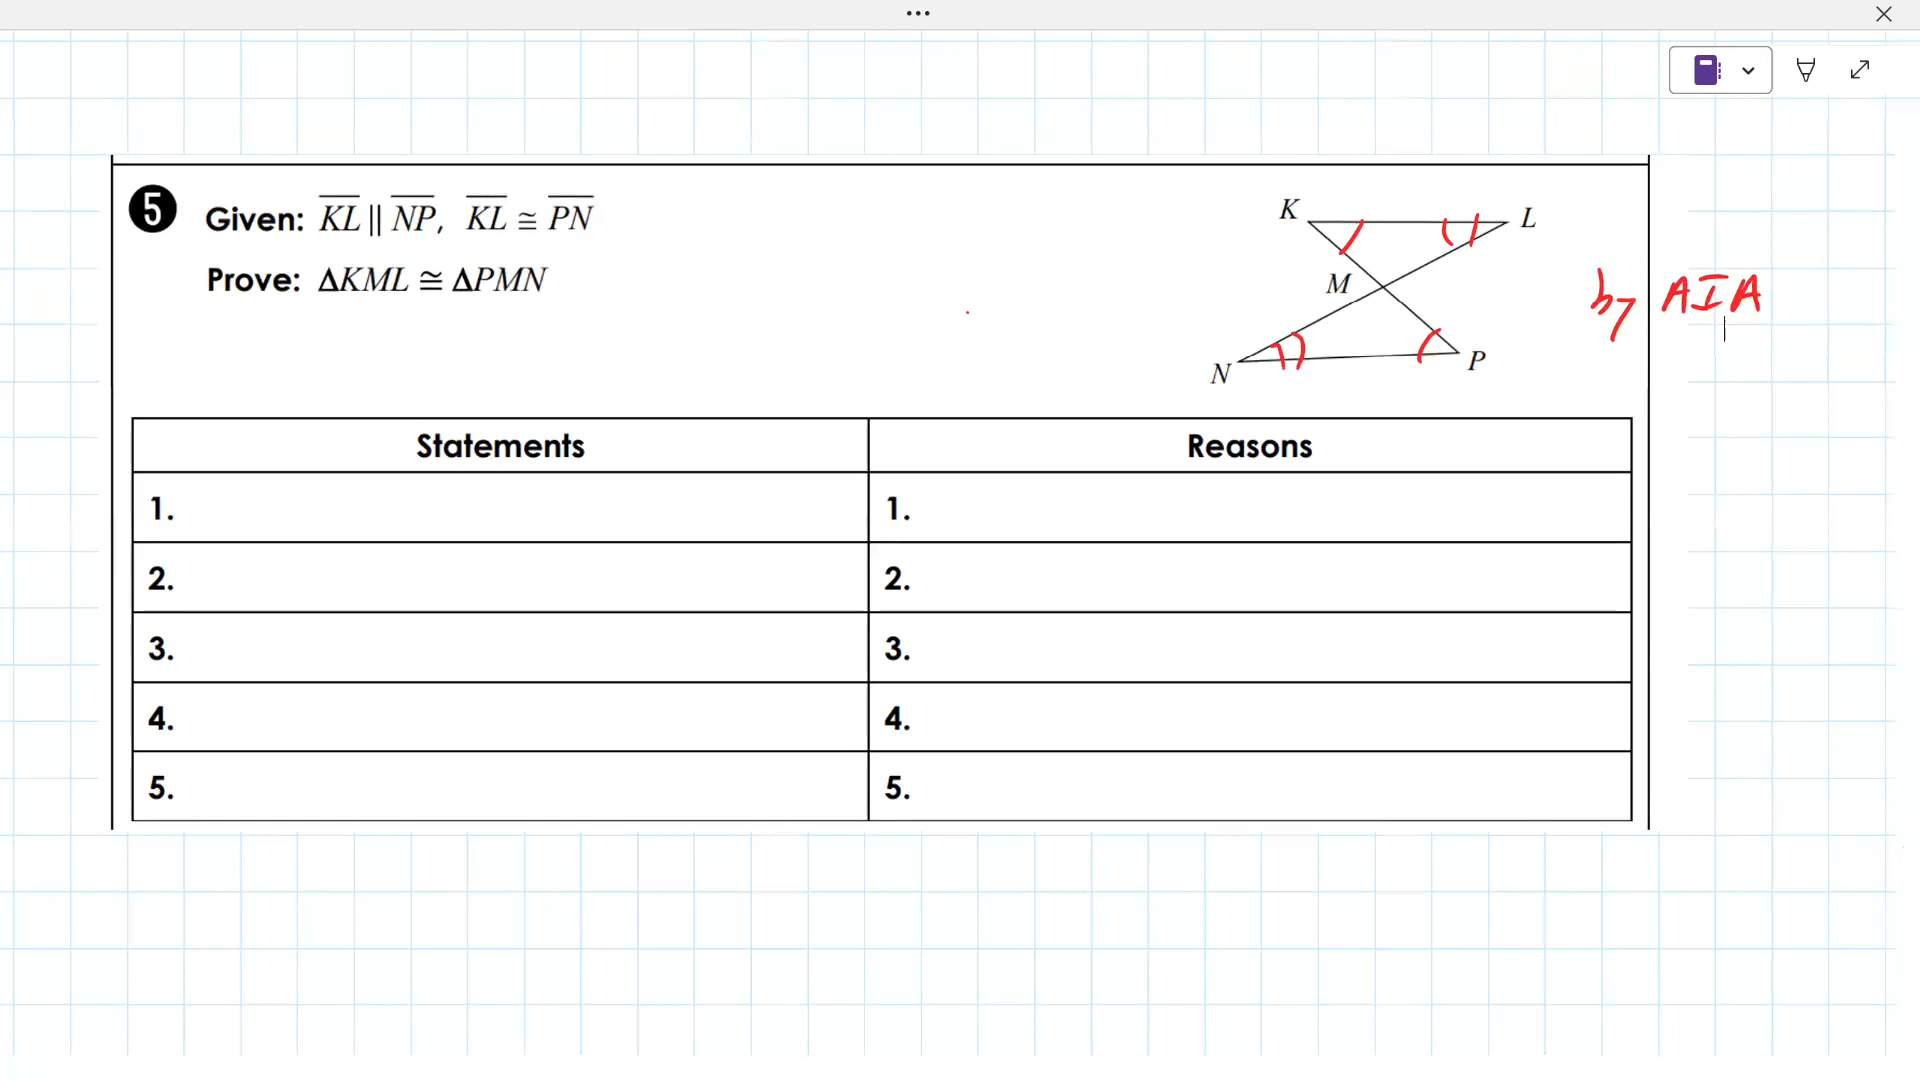 5 Given: KL || NP, KL ≅ PN
Prove: ΔKML ≅ ΔPMN
K
L
M
N
P
by AIA
Statements Reasons
1. 1.
2. 2.
3. 3.
4. 4.
5. 5.